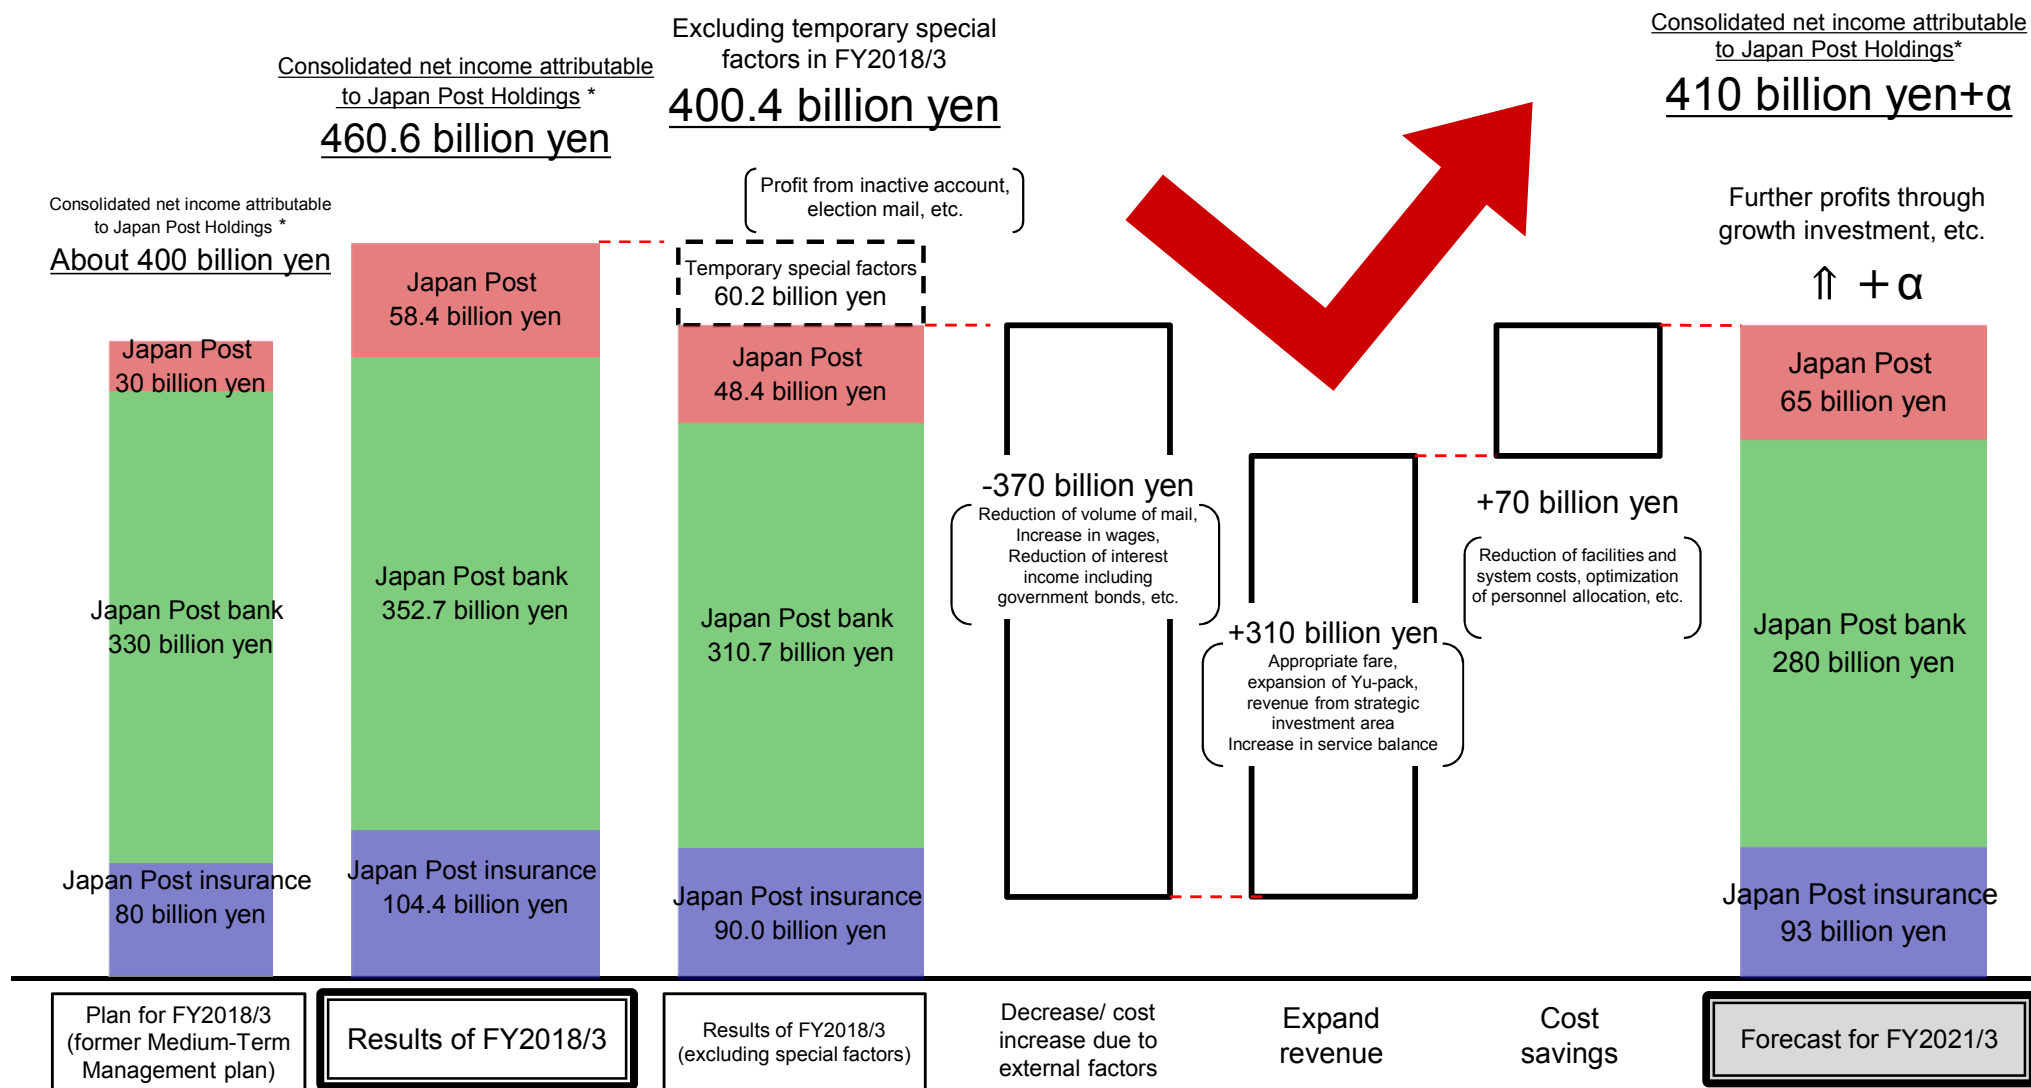 Consolidated net income attributable
to Japan Post Holdings *
About 400 billion yen
Japan Post
30 billion yen
Japan Post bank
330 billion yen
Japan Post insurance
80 billion yen
Plan for FY2018/3
(former Medium-Term
Management plan)
Consolidated net income attributable
to Japan Post Holdings *
460.6 billion yen
Japan Post
58.4 billion yen
Japan Post bank
352.7 billion yen
Japan Post insurance
104.4 billion yen
Results of FY2018/3
Excluding temporary special
factors in FY2018/3
400.4 billion yen
Profit from inactive account,
election mail, etc.
Temporary special factors
60.2 billion yen
Japan Post
48.4 billion yen
Japan Post bank
310.7 billion yen
Japan Post insurance
90.0 billion yen
Results of FY2018/3
(excluding special factors)
-370 billion yen
Reduction of volume of mail,
Increase in wages,
Reduction of interest
income including
government bonds, etc.
Decrease/ cost
increase due to
external factors
+310 billion yen
Appropriate fare,
expansion of Yu-pack,
revenue from strategic
investment area
Increase in service balance
Expand
revenue
+70 billion yen
Reduction of facilities and
system costs, optimization
of personnel allocation, etc.
Cost
savings
Consolidated net income attributable
to Japan Post Holdings*
410 billion yen+α
Further profits through
growth investment, etc.
⇑ +α
Japan Post
65 billion yen
Japan Post bank
280 billion yen
Japan Post insurance
93 billion yen
Forecast for FY2021/3